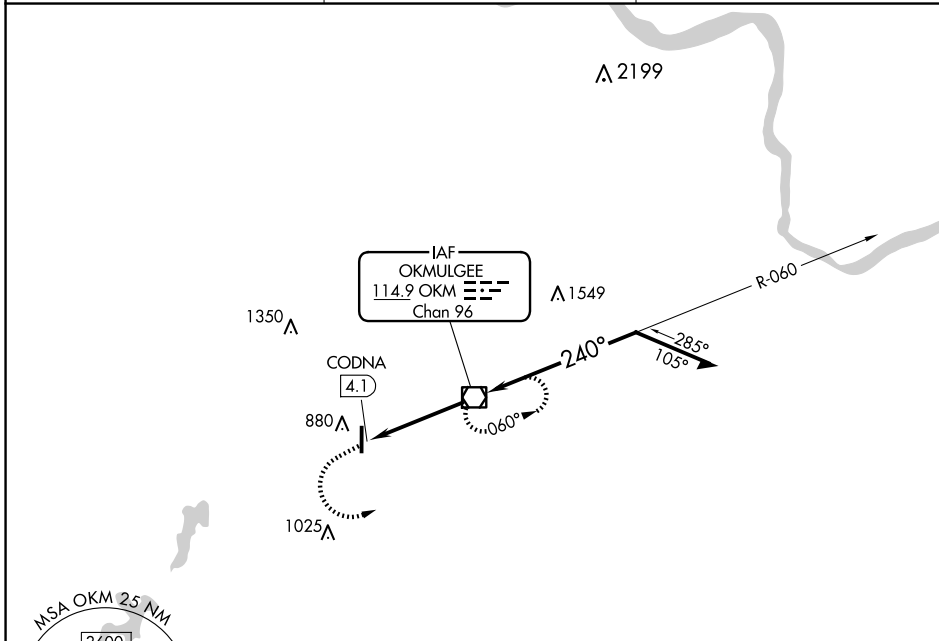 2199
IAF
OKMULGEE
114.9 OKM
Chan 96
1549
R-060
1350
285°
105°
240°
CODNA
4.1
880
060°
1025
MSA OKM 25 NM